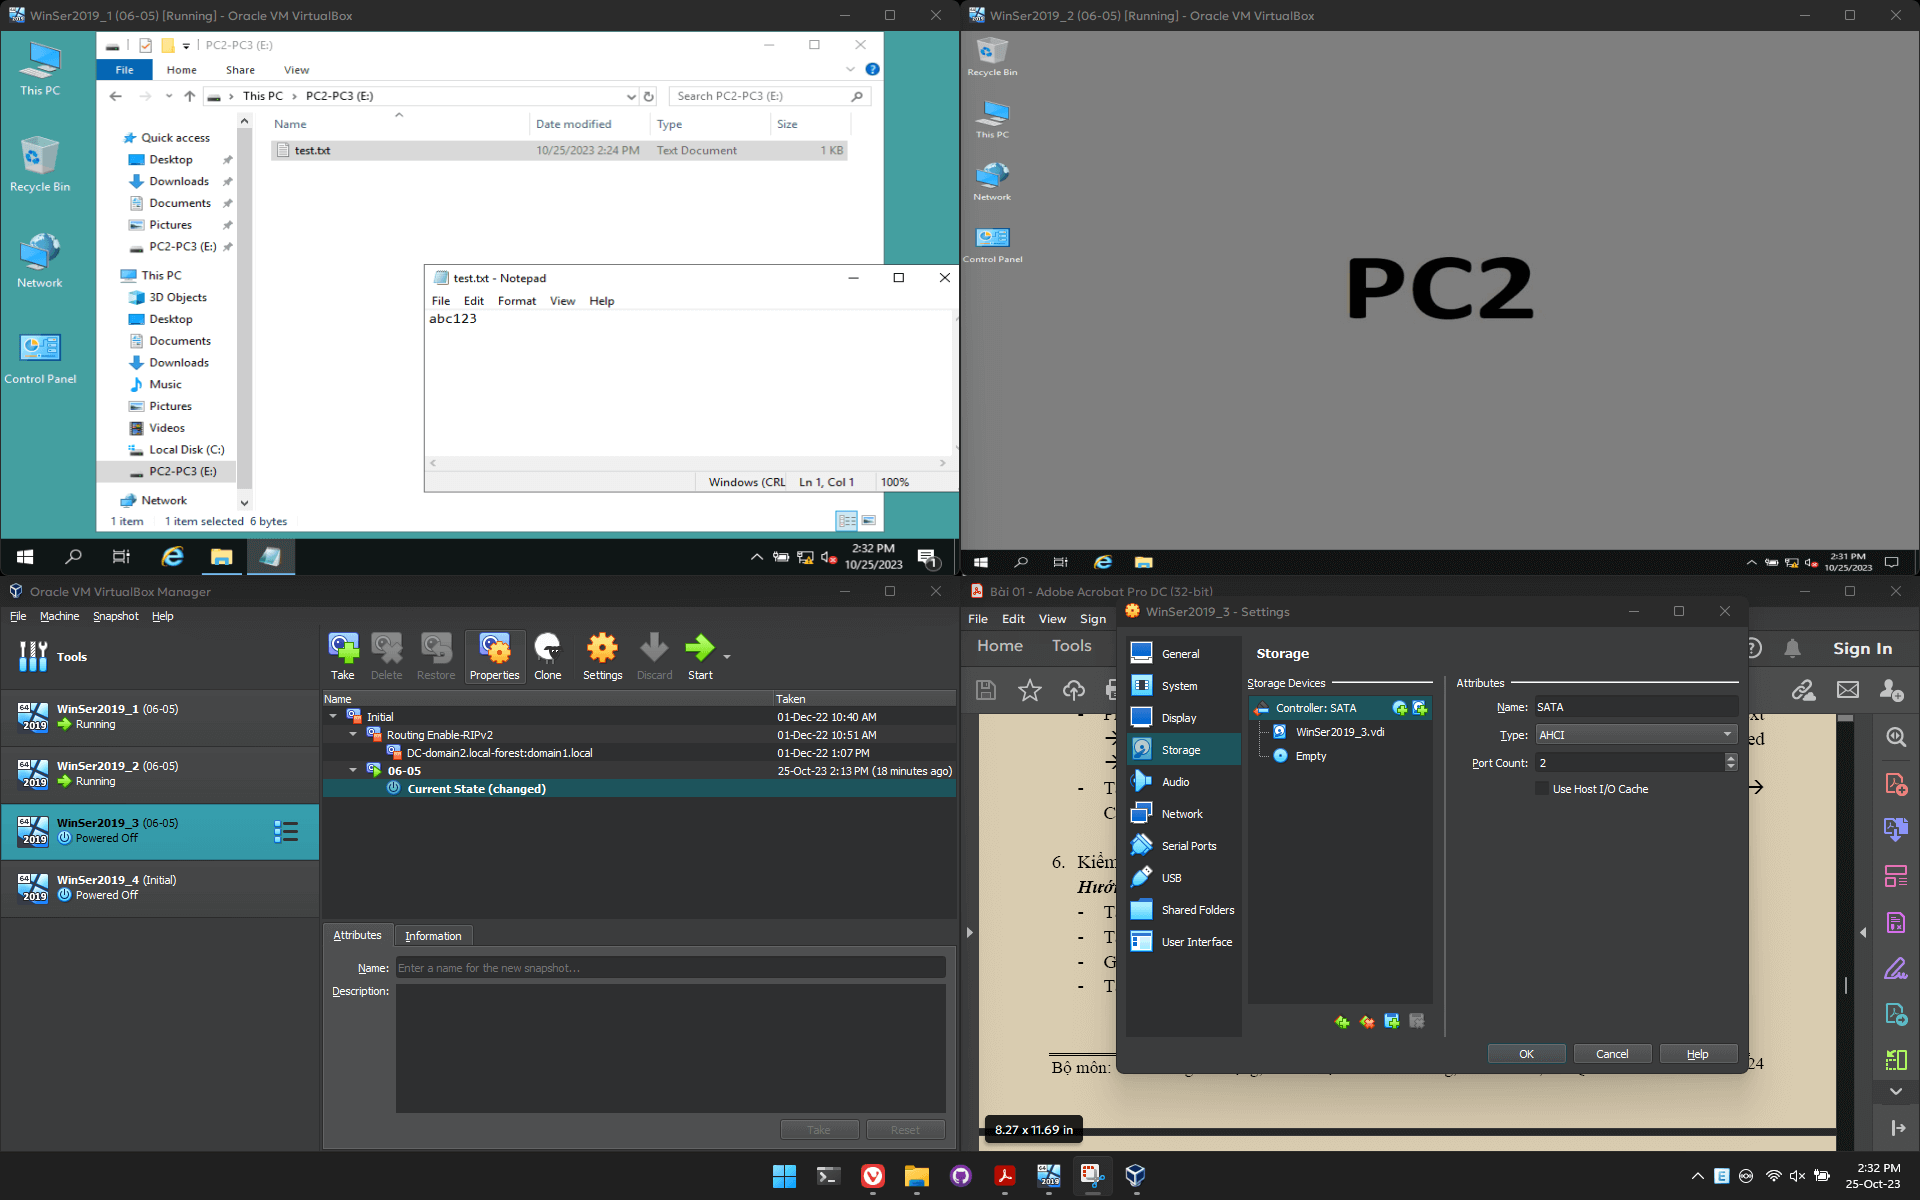 WinSer2019_1 (06-05) [Running] - Oracle VM VirtualBox
This PC
Recycle Bin
Network
Control Panel
PC2-PC3 (E:)
File Home Share View
This PC > PC2-PC3 (E:)
Search PC2-PC3 (E:)
Name Date modified Type Size
test.txt 10/25/2023 2:24 PM Text Document 1 KB
Quick access
Desktop
Downloads
Documents
Pictures
PC2-PC3 (E:)
This PC
3D Objects
Desktop
Documents
Downloads
Music
Pictures
Videos
Local Disk (C:)
PC2-PC3 (E:)
Network
1 item 1 item selected 6 bytes
test.txt - Notepad
File Edit Format View Help
abc123
Windows (CRL Ln 1, Col 1 100%
2:32 PM
10/25/2023
1
WinSer2019_2 (06-05) [Running] - Oracle VM VirtualBox
Recycle Bin
This PC
Network
Control Panel
PC2
2:31 PM
10/25/2023
Oracle VM VirtualBox Manager
File Machine Snapshot Help
Tools
64
2019
WinSer2019_1 (06-05)
Running
64
2019
WinSer2019_2 (06-05)
Running
64
2019
WinSer2019_3 (06-05)
Powered Off
64
2019
WinSer2019_4 (Initial)
Powered Off
Take Delete Restore Properties Clone Settings Discard Start
Name Taken
Initial 01-Dec-22 10:40 AM
Routing Enable-RIPv2 01-Dec-22 10:51 AM
DC-domain2.local-forest:domain1.local 01-Dec-22 1:07 PM
06-05 25-Oct-23 2:13 PM (18 minutes ago)
Current State (changed)
Attributes Information
Name: Enter a name for the new snapshot...
Description:
Take Reset
Bài 01 - Adobe Acrobat Pro DC (32-bit)
File Edit View Sign
Home Tools
Sign In
6. Kiểm
Bộ môn:
24
8.27 x 11.69 in
WinSer2019_3 - Settings
General
System
Display
Storage
Audio
Network
Serial Ports
USB
Shared Folders
User Interface
Storage
Storage Devices
Controller: SATA
WinSer2019_3.vdi
Empty
Attributes
Name: SATA
Type: AHCI
Port Count: 2
Use Host I/O Cache
OK Cancel Help
2:32 PM
25-Oct-23